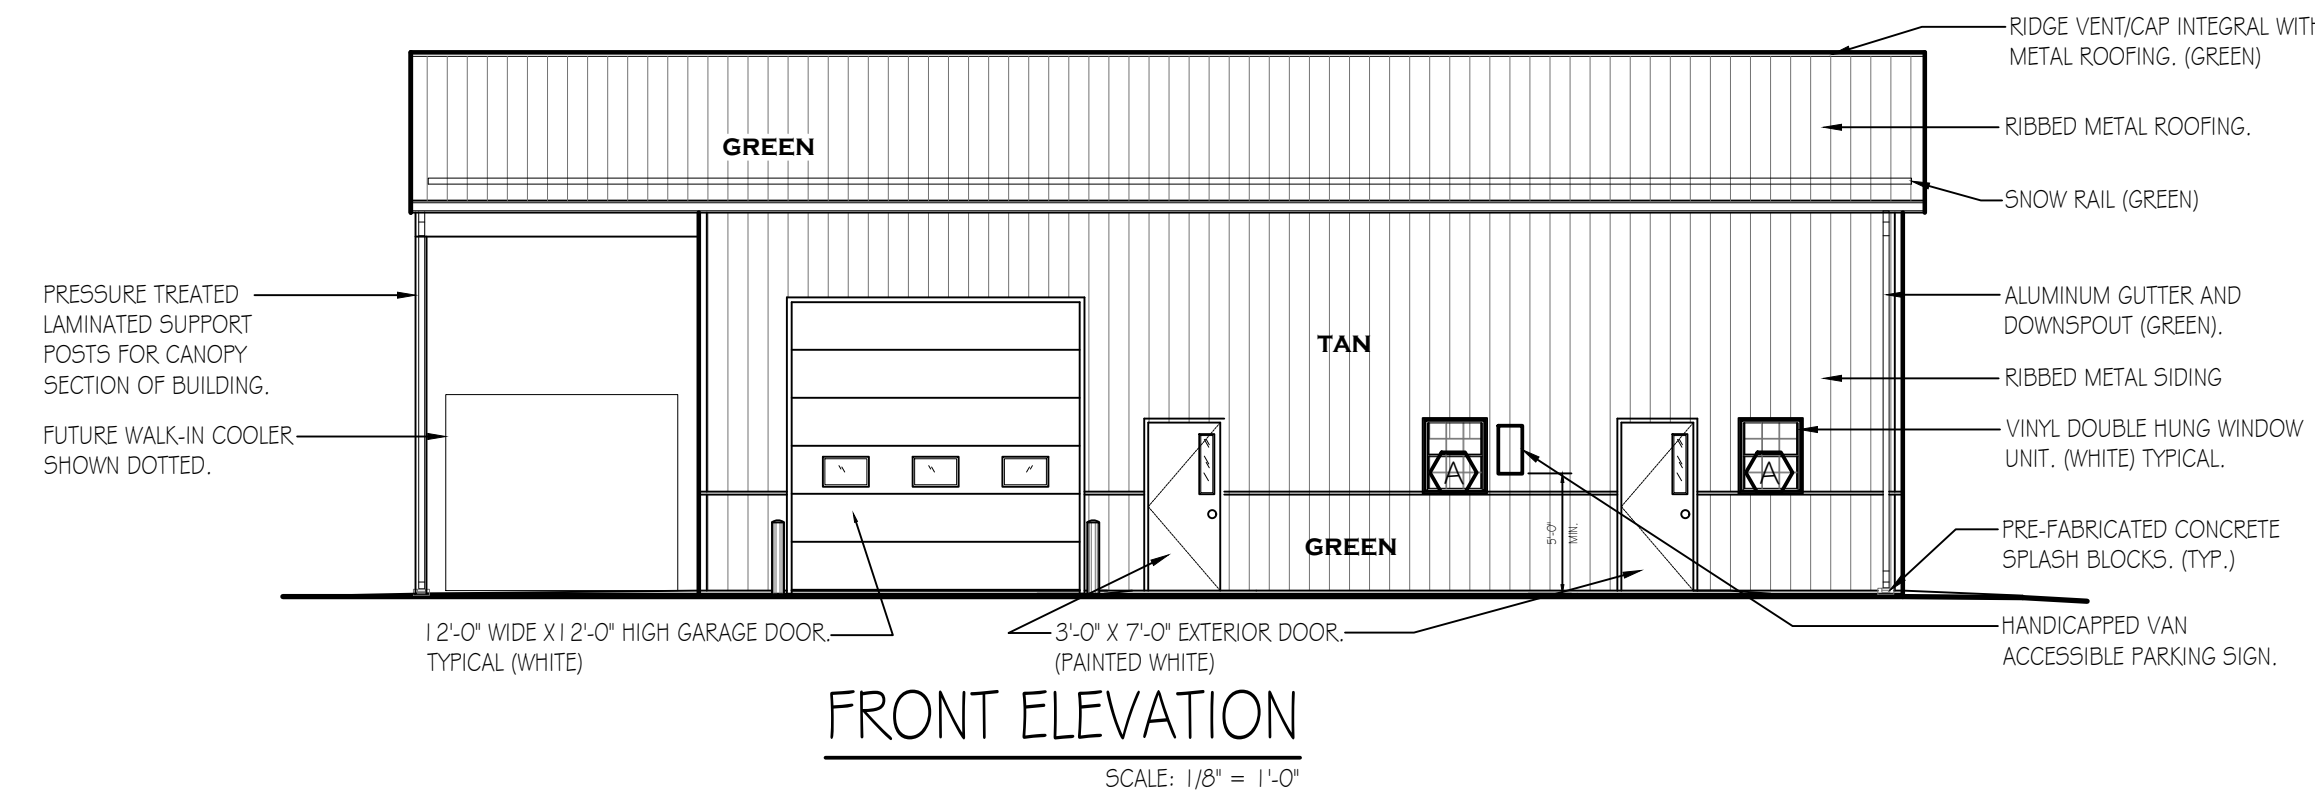 RIDGE VENT/CAP INTEGRAL WITH
METAL ROOFING. (GREEN)
GREEN
RIBBED METAL ROOFING.
SNOW RAIL (GREEN)
PRESSURE TREATED
LAMINATED SUPPORT
POSTS FOR CANOPY
SECTION OF BUILDING.
ALUMINUM GUTTER AND
DOWNSPOUT (GREEN).
TAN
RIBBED METAL SIDING
FUTURE WALK-IN COOLER
SHOWN DOTTED.
VINYL DOUBLE HUNG WINDOW
UNIT. (WHITE) TYPICAL.
A
A
GREEN
5'-0"
MIN.
PRE-FABRICATED CONCRETE
SPLASH BLOCKS. (TYP.)
12'-0" WIDE X 12'-0" HIGH GARAGE DOOR.
TYPICAL (WHITE)
3'-0" X 7'-0" EXTERIOR DOOR.
(PAINTED WHITE)
HANDICAPPED VAN
ACCESSIBLE PARKING SIGN.
FRONT ELEVATION
SCALE: 1/8" = 1'-0"